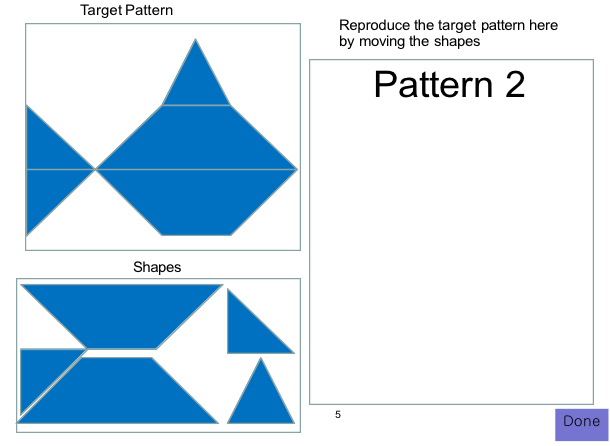 Target Pattern
Reproduce the target pattern here
by moving the shapes
Pattern 2
Shapes
5
Done